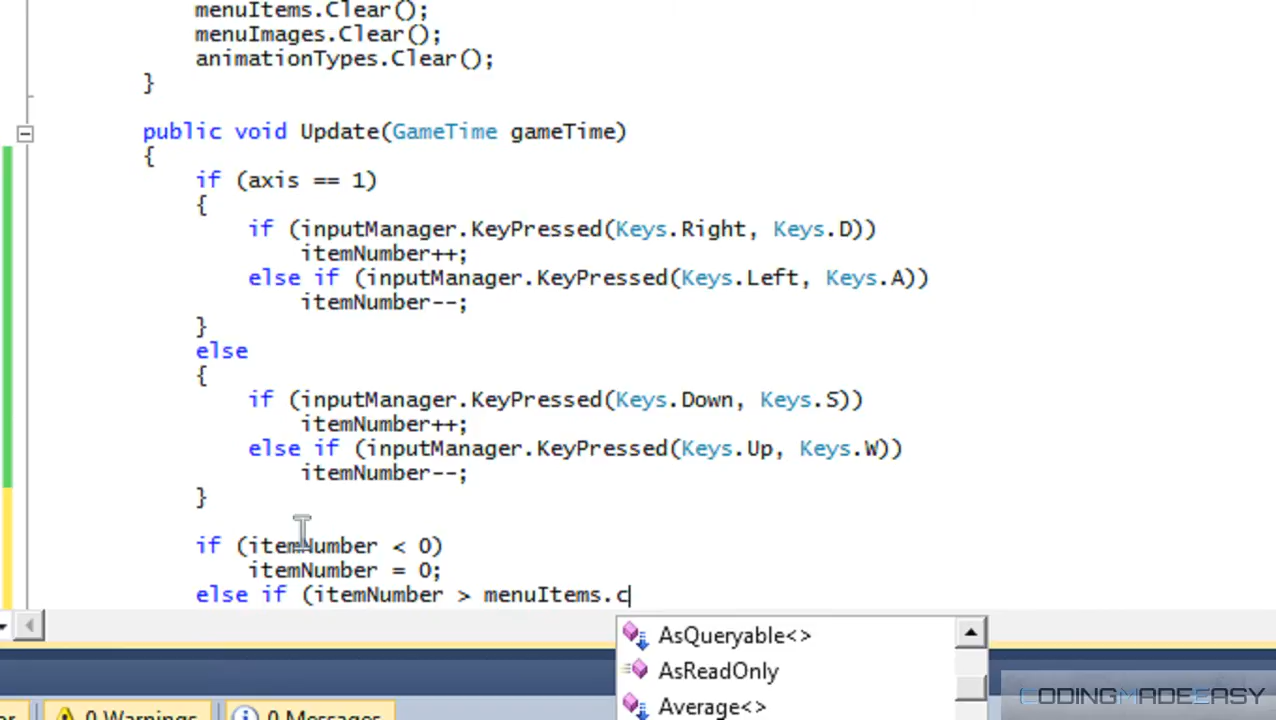 menuItems.Clear();
menuImages.Clear();
animationTypes.Clear();
}
public void Update(GameTime gameTime)
{
if (axis == 1)
{
if (inputManager.KeyPressed(Keys.Right, Keys.D))
itemNumber++;
else if (inputManager.KeyPressed(Keys.Left, Keys.A))
itemNumber--;
}
else
{
if (inputManager.KeyPressed(Keys.Down, Keys.S))
itemNumber++;
else if (inputManager.KeyPressed(Keys.Up, Keys.W))
itemNumber--;
}
if (itemNumber < 0)
itemNumber = 0;
else if (itemNumber > menuItems.c
AsQueryable<>
AsReadOnly
Average<>
0 Warnings
0 Messages
CODINGMADEEASY